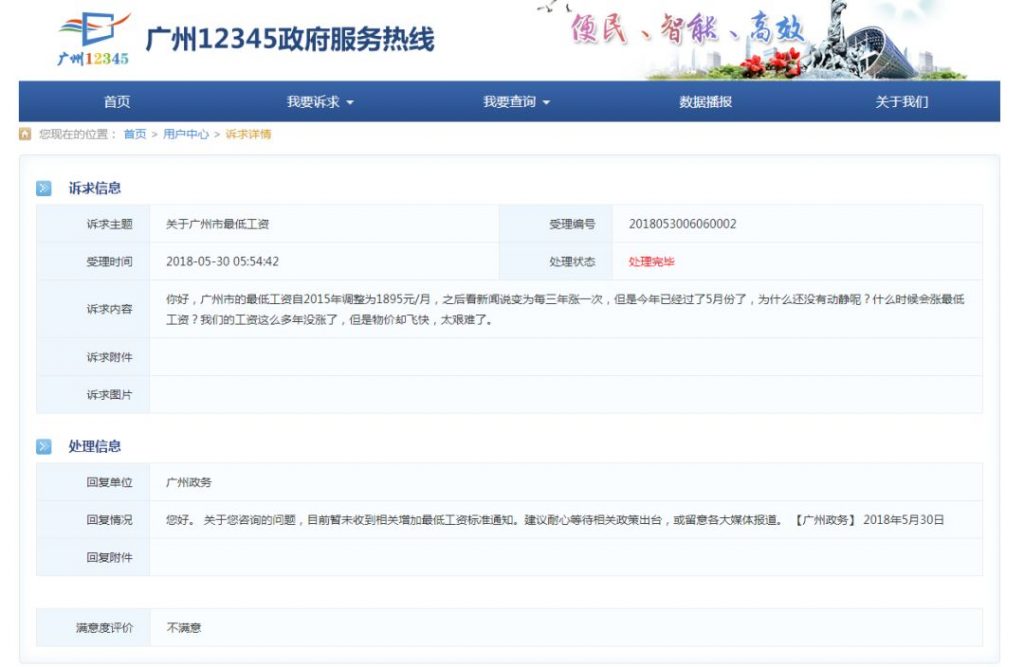 广州12345
广州12345政府服务热线
便民、智能、高效
首页 我要诉求 我要查询 数据播报 关于我们
您现在的位置： 首页 > 用户中心 > 诉求详情
诉求信息
诉求主题 关于广州市最低工资 受理编号 2018053006060002
受理时间 2018-05-30 05:54:42 处理状态 处理完毕
诉求内容 你好，广州市的最低工资自2015年调整为1895元/月，之后看新闻说变为每三年涨一次，但是今年已经过了5月份了，为什么还没有动静呢？什么时候会涨最低
工资？我们的工资这么多年没涨了，但是物价却飞快，太艰难了。
诉求附件
诉求图片
处理信息
回复单位 广州政务
回复情况 您好。 关于您咨询的问题，目前暂未收到相关增加最低工资标准通知。建议耐心等待相关政策出台，或留意各大媒体报道。 【广州政务】 2018年5月30日
回复附件
满意度评价 不满意